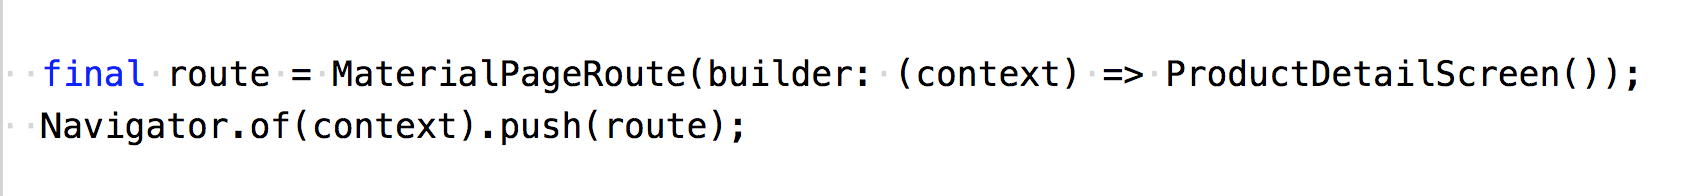 final route = MaterialPageRoute(builder: (context) => ProductDetailScreen());
Navigator.of(context).push(route);